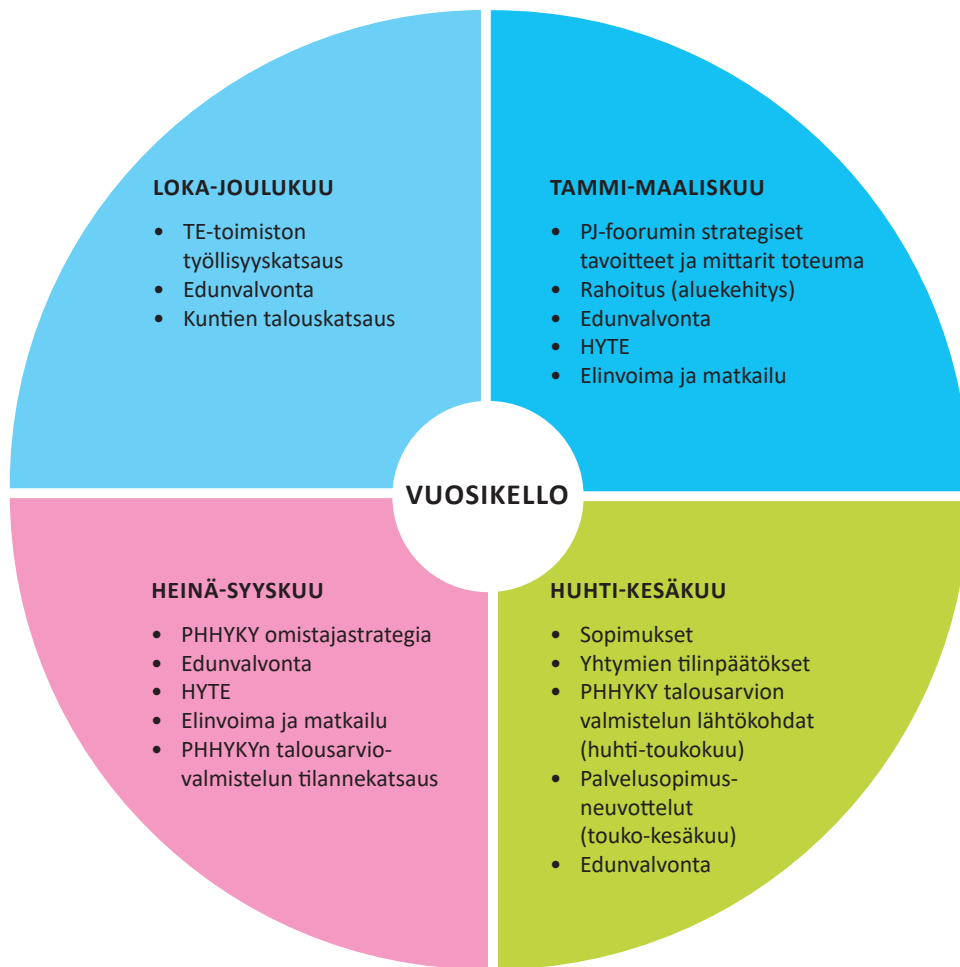 LOKA-JOULUKUU
• TE-toimiston
työllisyyskatsaus
• Edunvalvonta
• Kuntien talouskatsaus
TAMMI-MAALISKUU
• PJ-foorumin strategiset
tavoitteet ja mittarit toteuma
• Rahoitus (aluekehitys)
• Edunvalvonta
• HYTE
• Elinvoima ja matkailu
VUOSIKELLO
HEINÄ-SYYSKUU
• PHHYKY omistajastrategia
• Edunvalvonta
• HYTE
• Elinvoima ja matkailu
• PHHYKYn talousarvio-
valmistelun tilannekatsaus
HUHTI-KESÄKUU
• Sopimukset
• Yhtymien tilinpäätökset
• PHHYKY talousarvion
valmistelun lähtökohdat
(huhti-toukokuu)
• Palvelusopimus-
neuvottelut
(touko-kesäkuu)
• Edunvalvonta